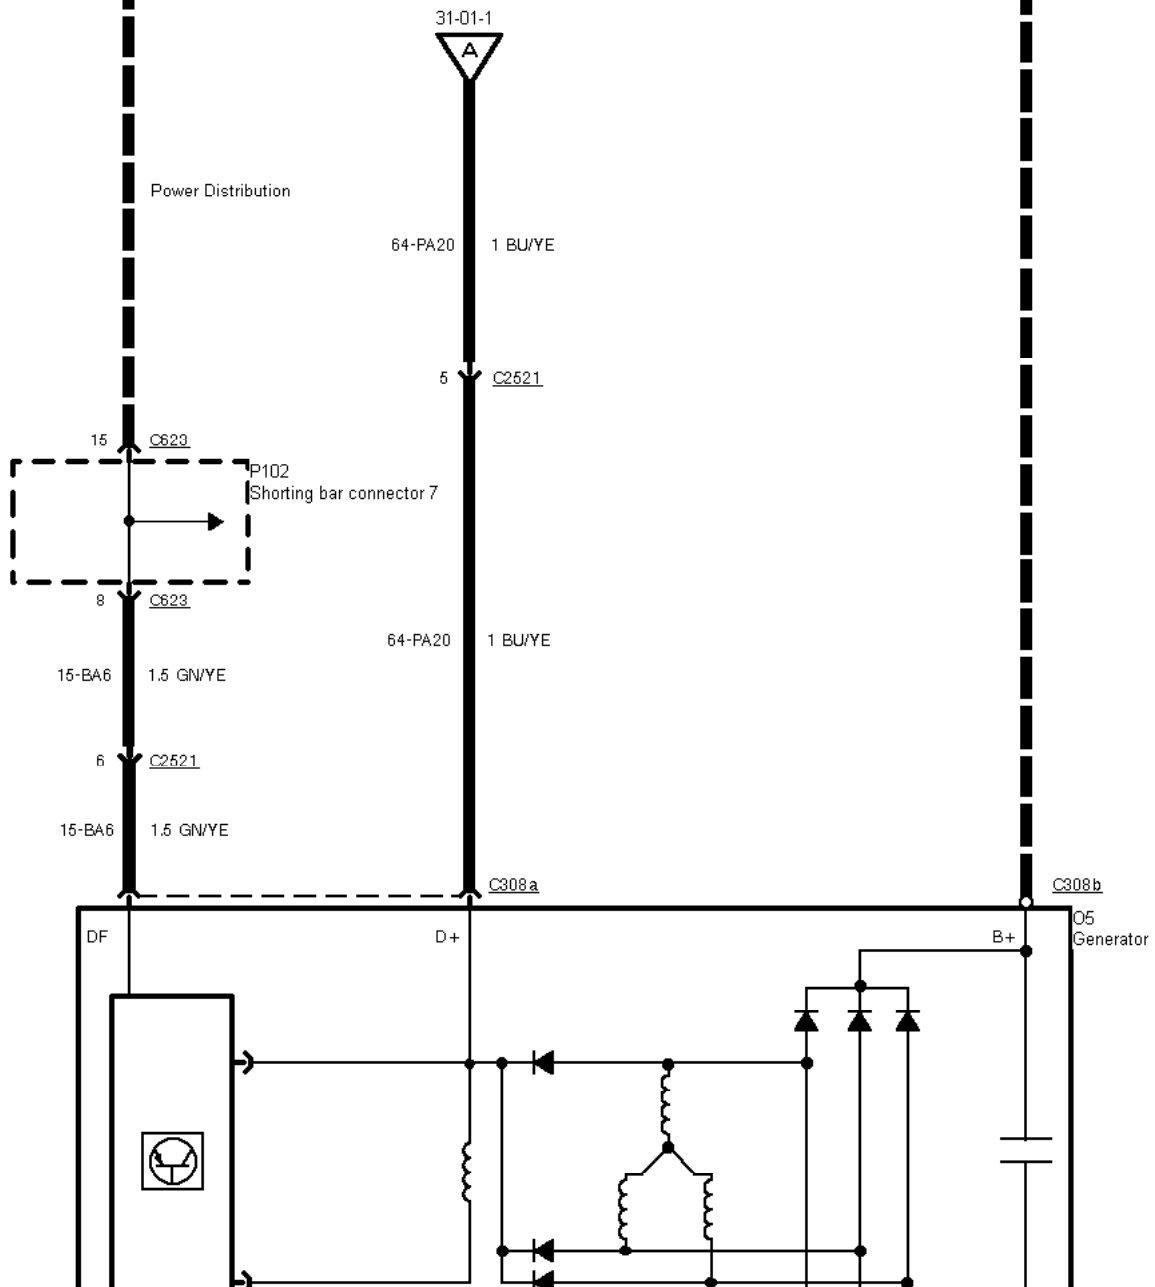 31-01-1
A
Power Distribution
64-PA20 1 BU/YE
5 C2521
15 C623
P102
Shorting bar connector 7
8 C623
64-PA20 1 BU/YE
15-BA6 1.5 GN/YE
6 C2521
15-BA6 1.5 GN/YE
C308a C308b
O5
DF D+ B+ Generator